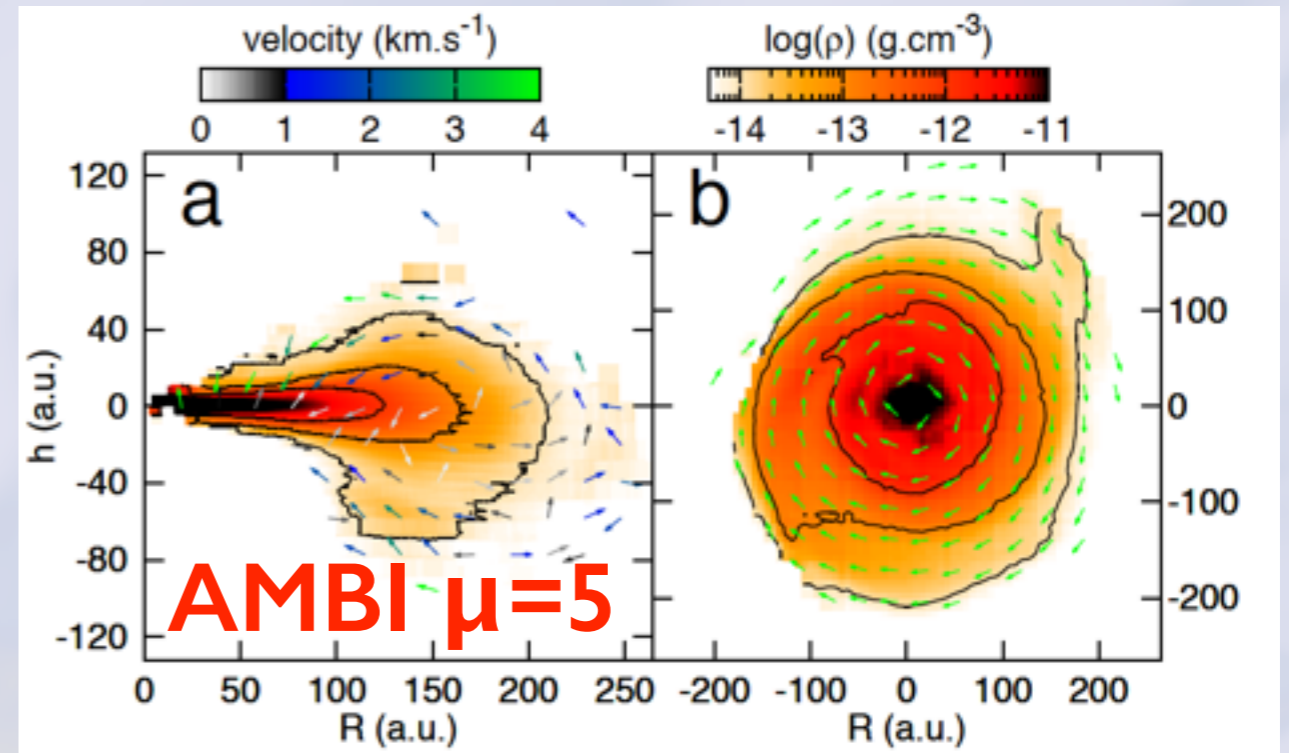 velocity (km.s⁻¹)
log(ρ) (g.cm⁻³)
0 1 2 3 4
-14 -13 -12 -11
a
b
120
80
40
0
-40
-80
-120
h (a.u.)
200
100
0
-100
-200
AMBI μ=5
0 50 100 150 200 250
-200 -100 0 100 200
R (a.u.)
R (a.u.)